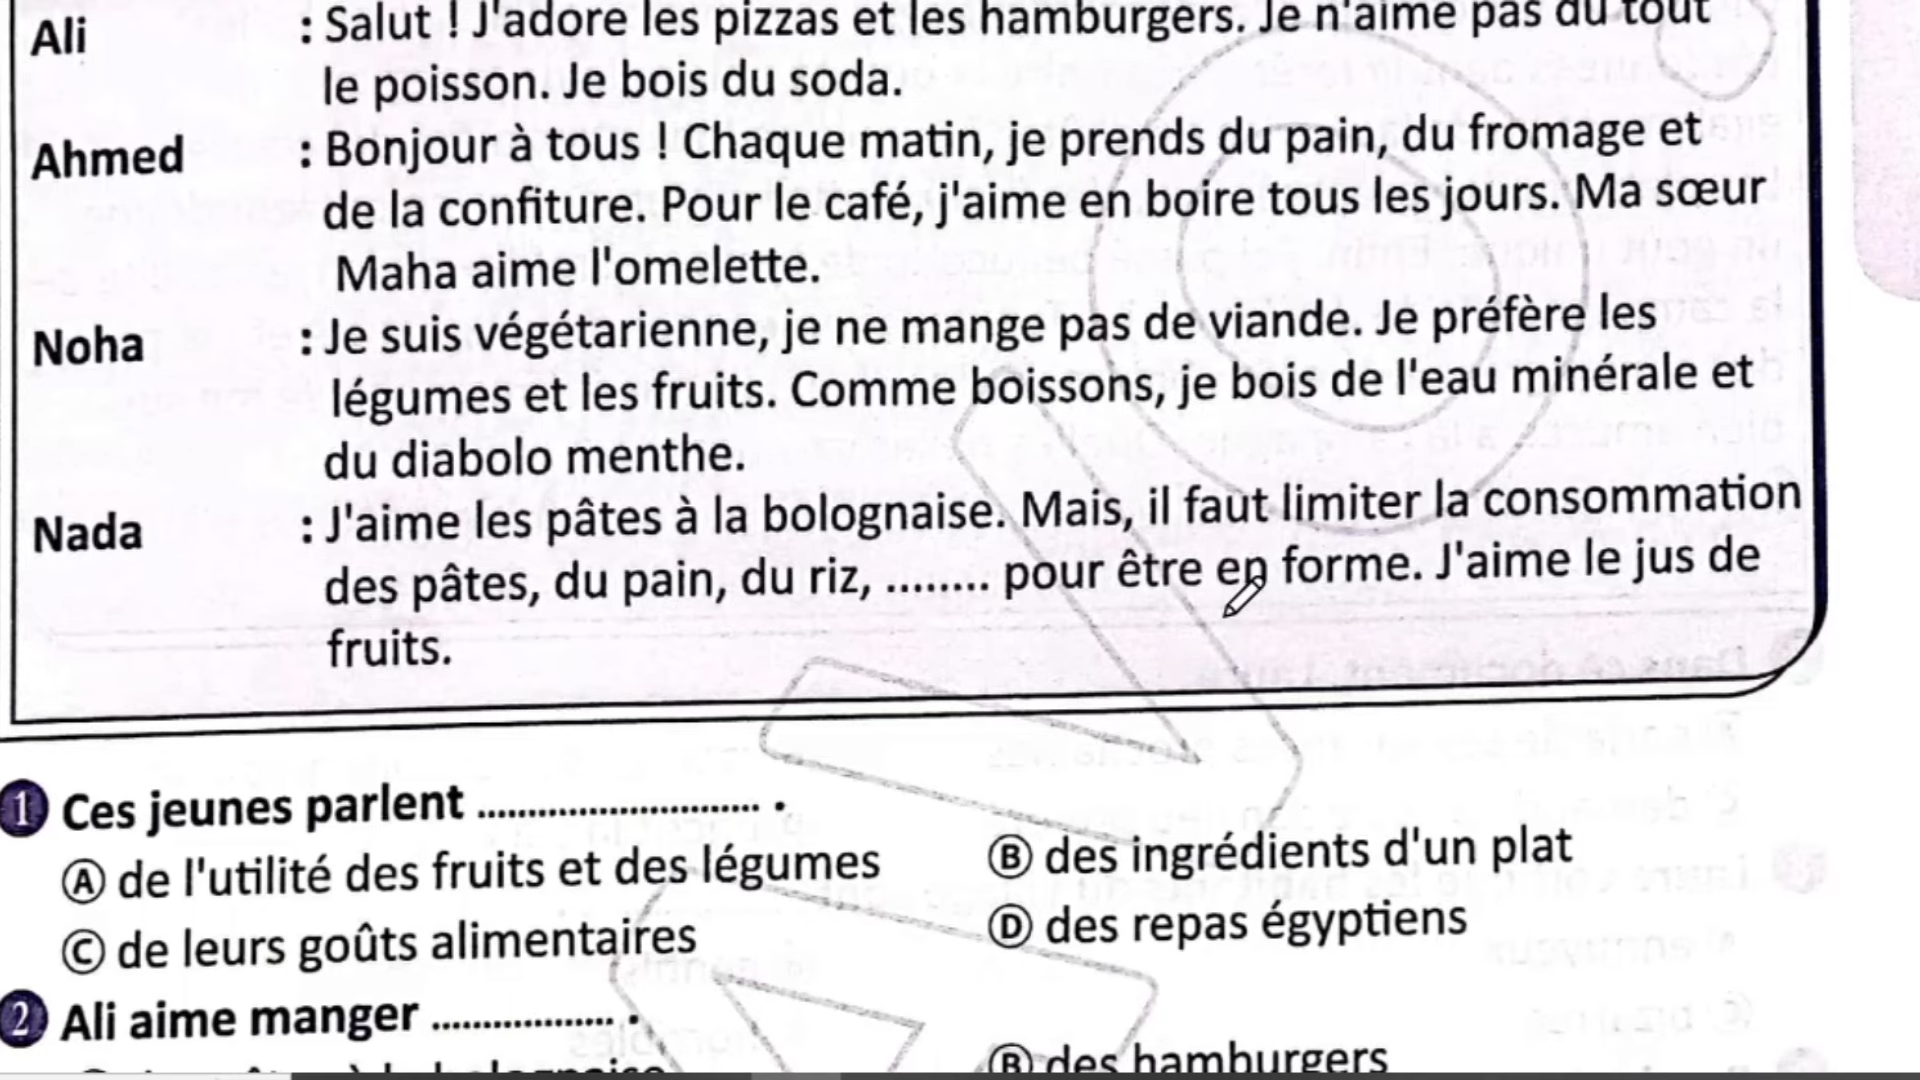 Ali : Salut ! J'adore les pizzas et les hamburgers. Je n'aime pas du tout
le poisson. Je bois du soda.
Ahmed : Bonjour à tous ! Chaque matin, je prends du pain, du fromage et
de la confiture. Pour le café, j'aime en boire tous les jours. Ma sœur
Maha aime l'omelette.
Noha : Je suis végétarienne, je ne mange pas de viande. Je préfère les
légumes et les fruits. Comme boissons, je bois de l'eau minérale et
du diabolo menthe.
Nada : J'aime les pâtes à la bolognaise. Mais, il faut limiter la consommation
des pâtes, du pain, du riz, ........ pour être en forme. J'aime le jus de
fruits.
1 Ces jeunes parlent ............................ .
A de l'utilité des fruits et des légumes B des ingrédients d'un plat
C de leurs goûts alimentaires D des repas égyptiens
2 Ali aime manger .................. .
B des hamburgers